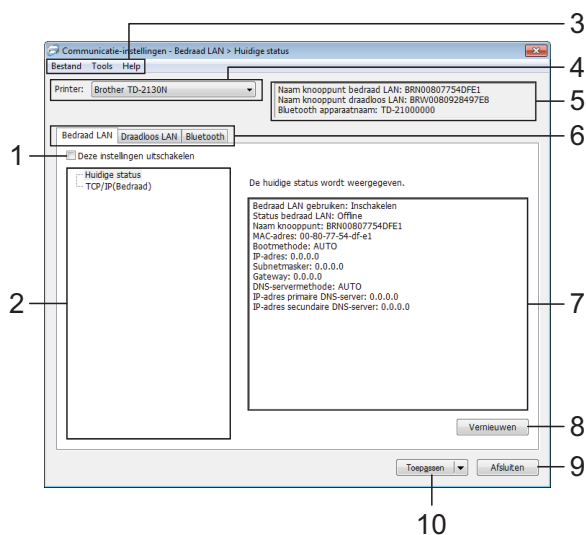 3
Communicatie-instellingen - Bedraad LAN > Huidige status
Bestand Tools Help
4
Printer: Brother TD-2130N
Naam knooppunt bedraad LAN: BRN00807754DFE1
Naam knooppunt draadloos LAN: BRW0080928497E8
Bluetooth apparaatnaam: TD-21000000
5
Bedraad LAN Draadloos LAN Bluetooth
6
1
Deze instellingen uitschakelen
Huidige status
TCP/IP(Bedraad)
De huidige status wordt weergegeven.
Bedraad LAN gebruiken: Inschakelen
Status bedraad LAN: Offline
Naam knooppunt: BRN00807754DFE1
MAC-adres: 00-80-77-54-df-e1
Bootmethode: AUTO
IP-adres: 0.0.0.0
Subnetmasker: 0.0.0.0
Gateway: 0.0.0.0
DNS-servermethode: AUTO
IP-adres primaire DNS-server: 0.0.0.0
IP-adres secundaire DNS-server: 0.0.0.0
2
7
Vernieuwen
8
Toepassen
Afsluiten
9
10